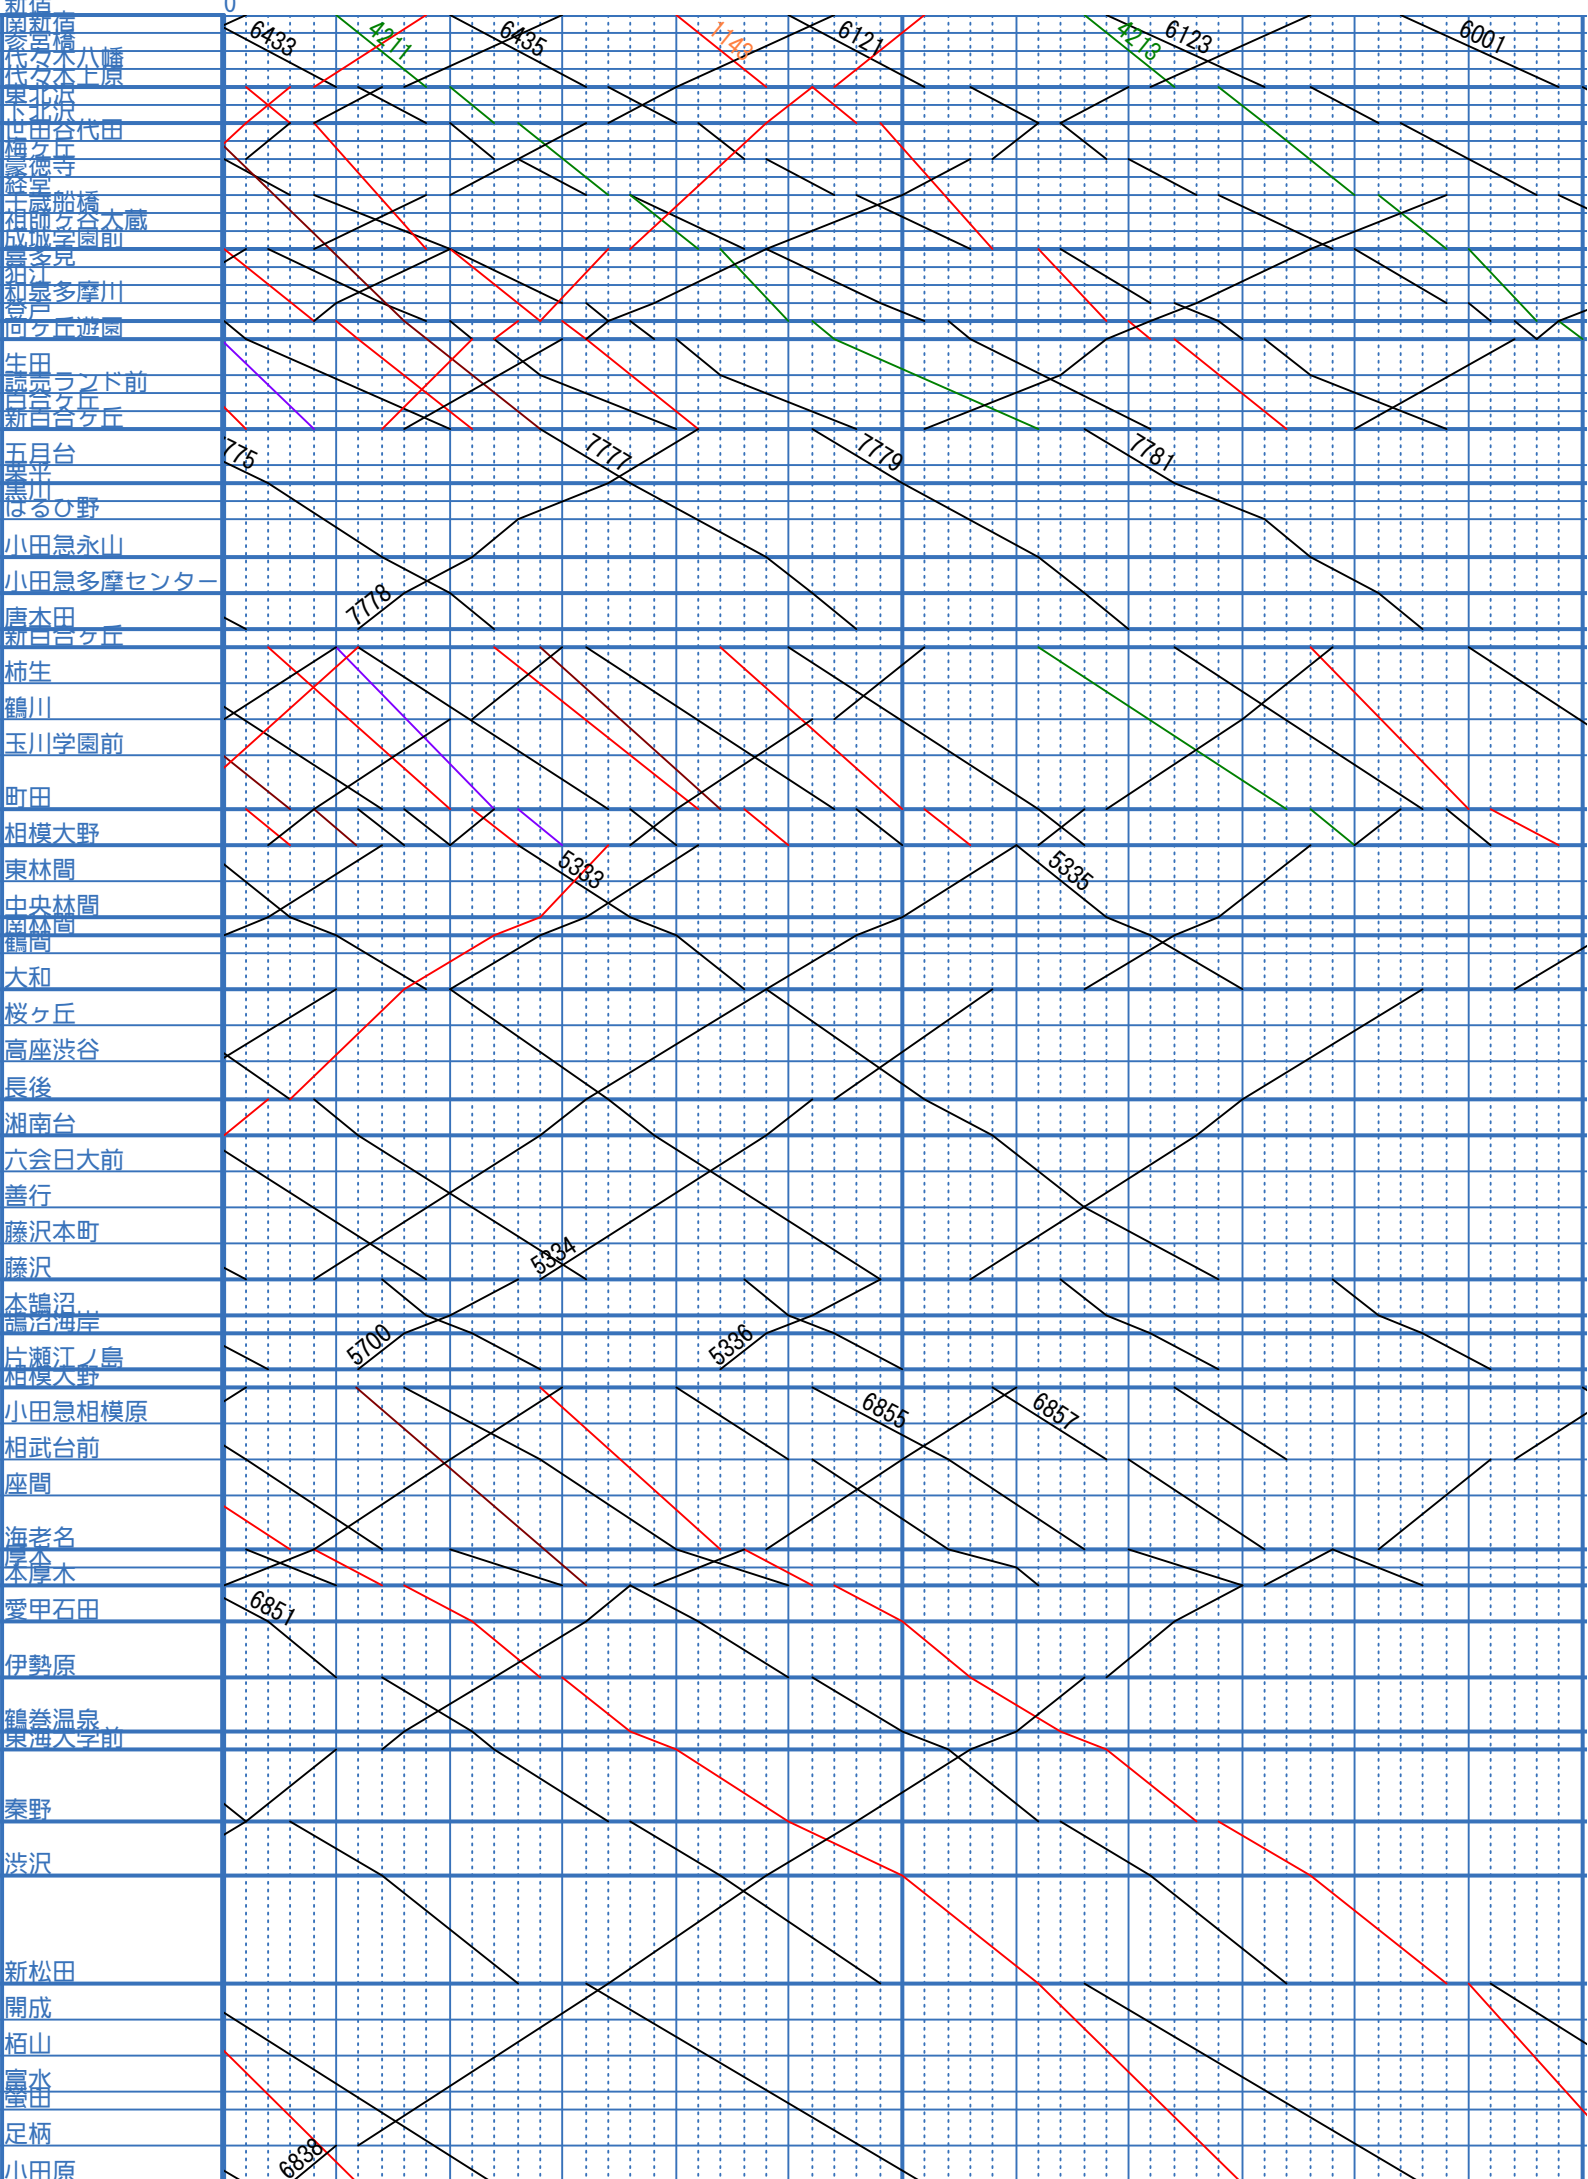 新宿 0
南新宿
参宮橋
代々木八幡
代々木上原
東北沢
下北沢
世田谷代田
梅ヶ丘
豪徳寺
経堂
千歳船橋
祖師ヶ谷大蔵
成城学園前
喜多見
狛江
和泉多摩川
登戸
向ヶ丘遊園
生田
読売ランド前
百合ヶ丘
新百合ヶ丘
五月台
栗平
黒川
はるひ野
小田急永山
小田急多摩センター
唐木田
新百合ヶ丘
柿生
鶴川
玉川学園前
町田
相模大野
東林間
中央林間
南林間
鶴間
大和
桜ヶ丘
高座渋谷
長後
湘南台
六会日大前
善行
藤沢本町
藤沢
本鵠沼
鵠沼海岸
片瀬江ノ島
相模大野
小田急相模原
相武台前
座間
海老名
厚木
本厚木
愛甲石田
伊勢原
鶴巻温泉
東海大学前
秦野
渋沢
新松田
開成
栢山
富水
螢田
足柄
小田原
6433
4211
6435
1143
6121
4213
6123
6001
775
7777
7779
7781
7778
5333
5335
5334
5700
5336
6855
6857
6851
6838